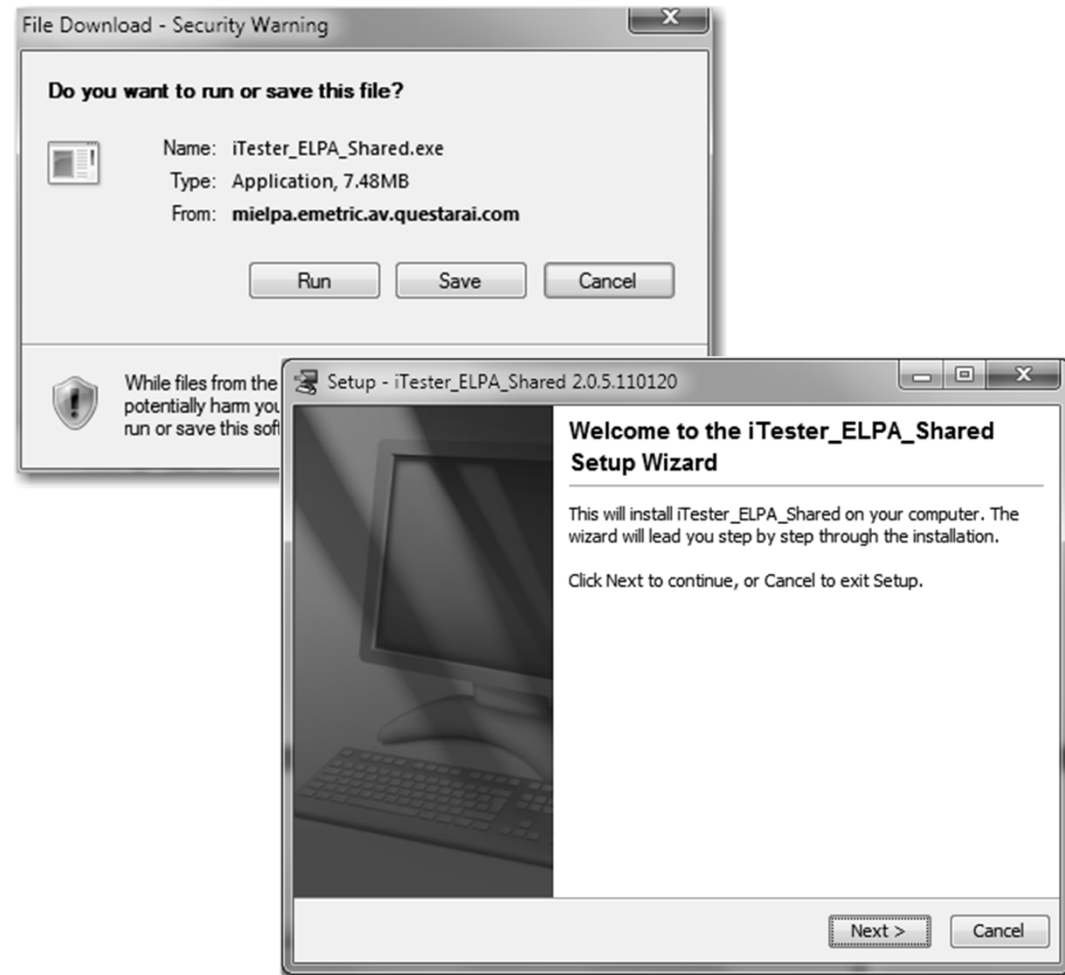 File Download - Security Warning
X
Do you want to run or save this file?
Name: iTester_ELPA_Shared.exe
Type: Application, 7.48MB
From: mielpa.emetric.av.questarai.com
Run Save Cancel
While files from the
potentially harm you
run or save this soft
Setup - iTester_ELPA_Shared 2.0.5.110120
X
Welcome to the iTester_ELPA_Shared
Setup Wizard
This will install iTester_ELPA_Shared on your computer. The
wizard will lead you step by step through the installation.
Click Next to continue, or Cancel to exit Setup.
Next > Cancel